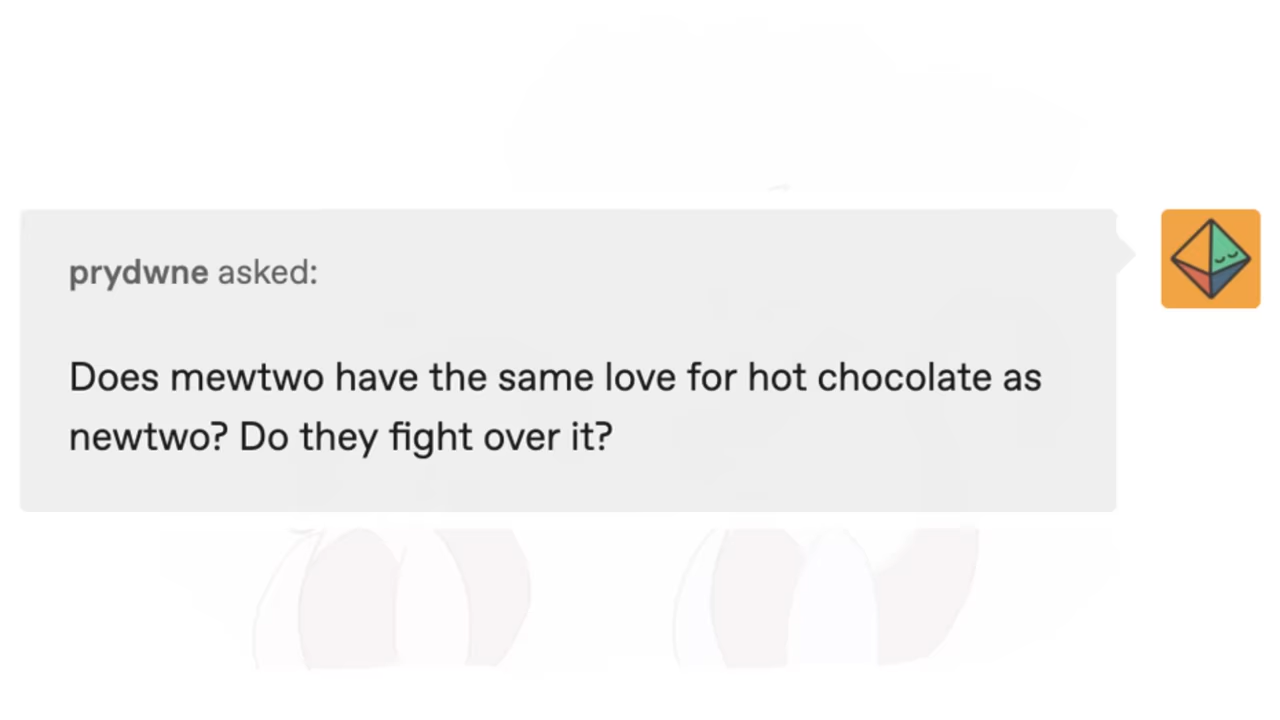 prydwne asked:
Does mewtwo have the same love for hot chocolate as
newtwo? Do they fight over it?